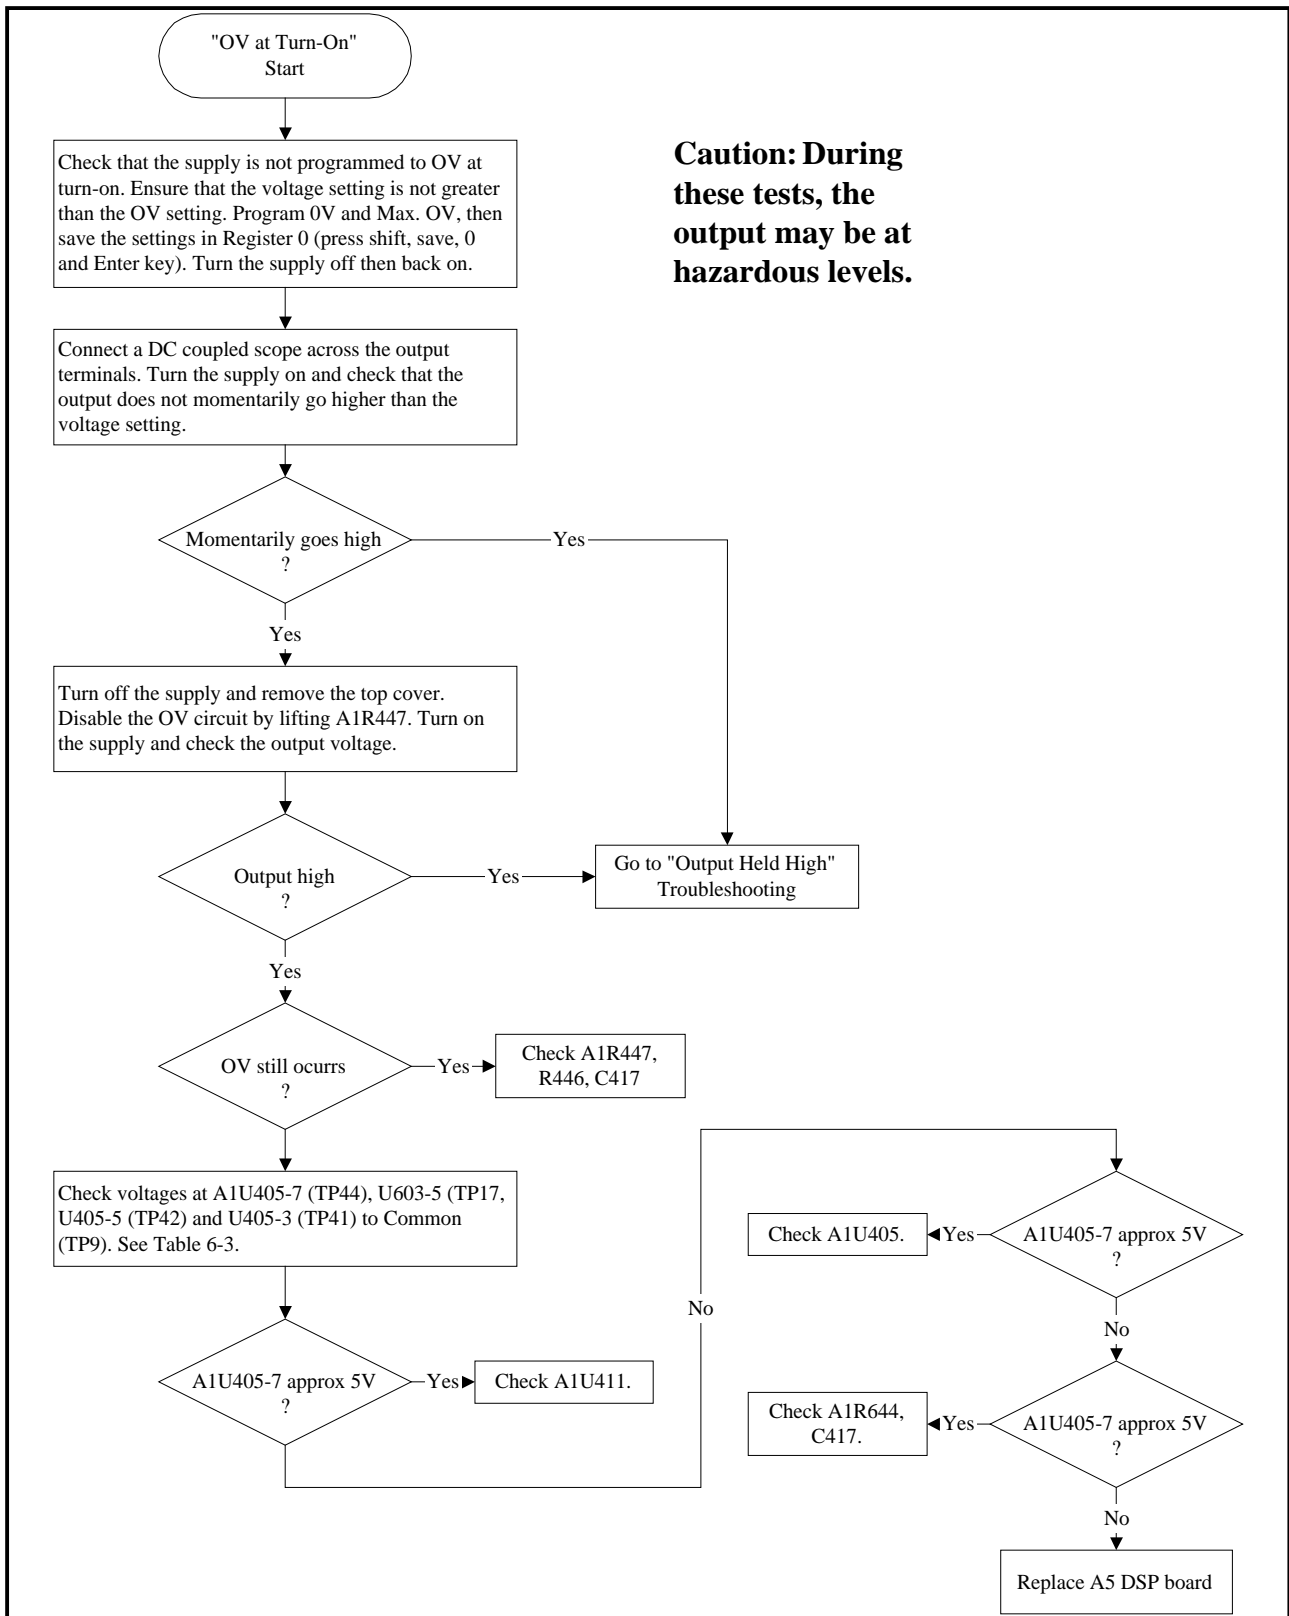 "OV at Turn-On"
Start
Check that the supply is not programmed to OV at
turn-on. Ensure that the voltage setting is not greater
than the OV setting. Program 0V and Max. OV, then
save the settings in Register 0 (press shift, save, 0
and Enter key). Turn the supply off then back on.
Caution: During
these tests, the
output may be at
hazardous levels.
Connect a DC coupled scope across the output
terminals. Turn the supply on and check that the
output does not momentarily go higher than the
voltage setting.
Momentarily goes high
?
Yes
Yes
Turn off the supply and remove the top cover.
Disable the OV circuit by lifting A1R447. Turn on
the supply and check the output voltage.
Output high
?
Yes
Go to "Output Held High"
Troubleshooting
Yes
OV still ocurrs
?
Yes
Check A1R447,
R446, C417
Check voltages at A1U405-7 (TP44), U603-5 (TP17,
U405-5 (TP42) and U405-3 (TP41) to Common
(TP9). See Table 6-3.
A1U405-7 approx 5V
?
Yes
Check A1U411.
No
A1U405-7 approx 5V
?
Yes
Check A1U405.
No
A1U405-7 approx 5V
?
Yes
Check A1R644,
C417.
No
Replace A5 DSP board